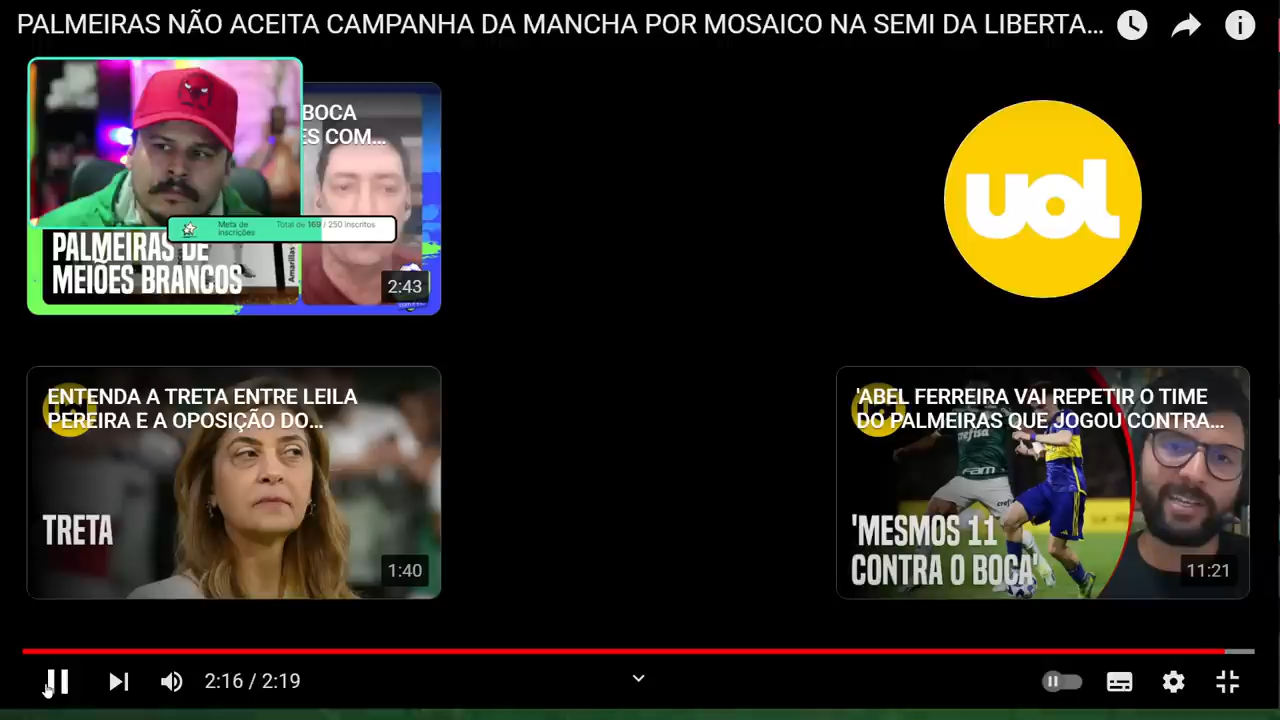 PALMEIRAS NÃO ACEITA CAMPANHA DA MANCHA POR MOSAICO NA SEMI DA LIBERTA...
BOCA
ES COM...
Meta de
inscrições
Total de 169 / 250 inscritos
PALMEIRAS DE
MEIÕES BRANCOS
Amarillas
2:43
uol
ENTENDA A TRETA ENTRE LEILA
PEREIRA E A OPOSIÇÃO DO...
TRETA
1:40
'ABEL FERREIRA VAI REPETIR O TIME
DO PALMEIRAS QUE JOGOU CONTRA...
crefisa
FAM
'MESMOS 11
CONTRA O BOCA'
11:21
2:16 / 2:19